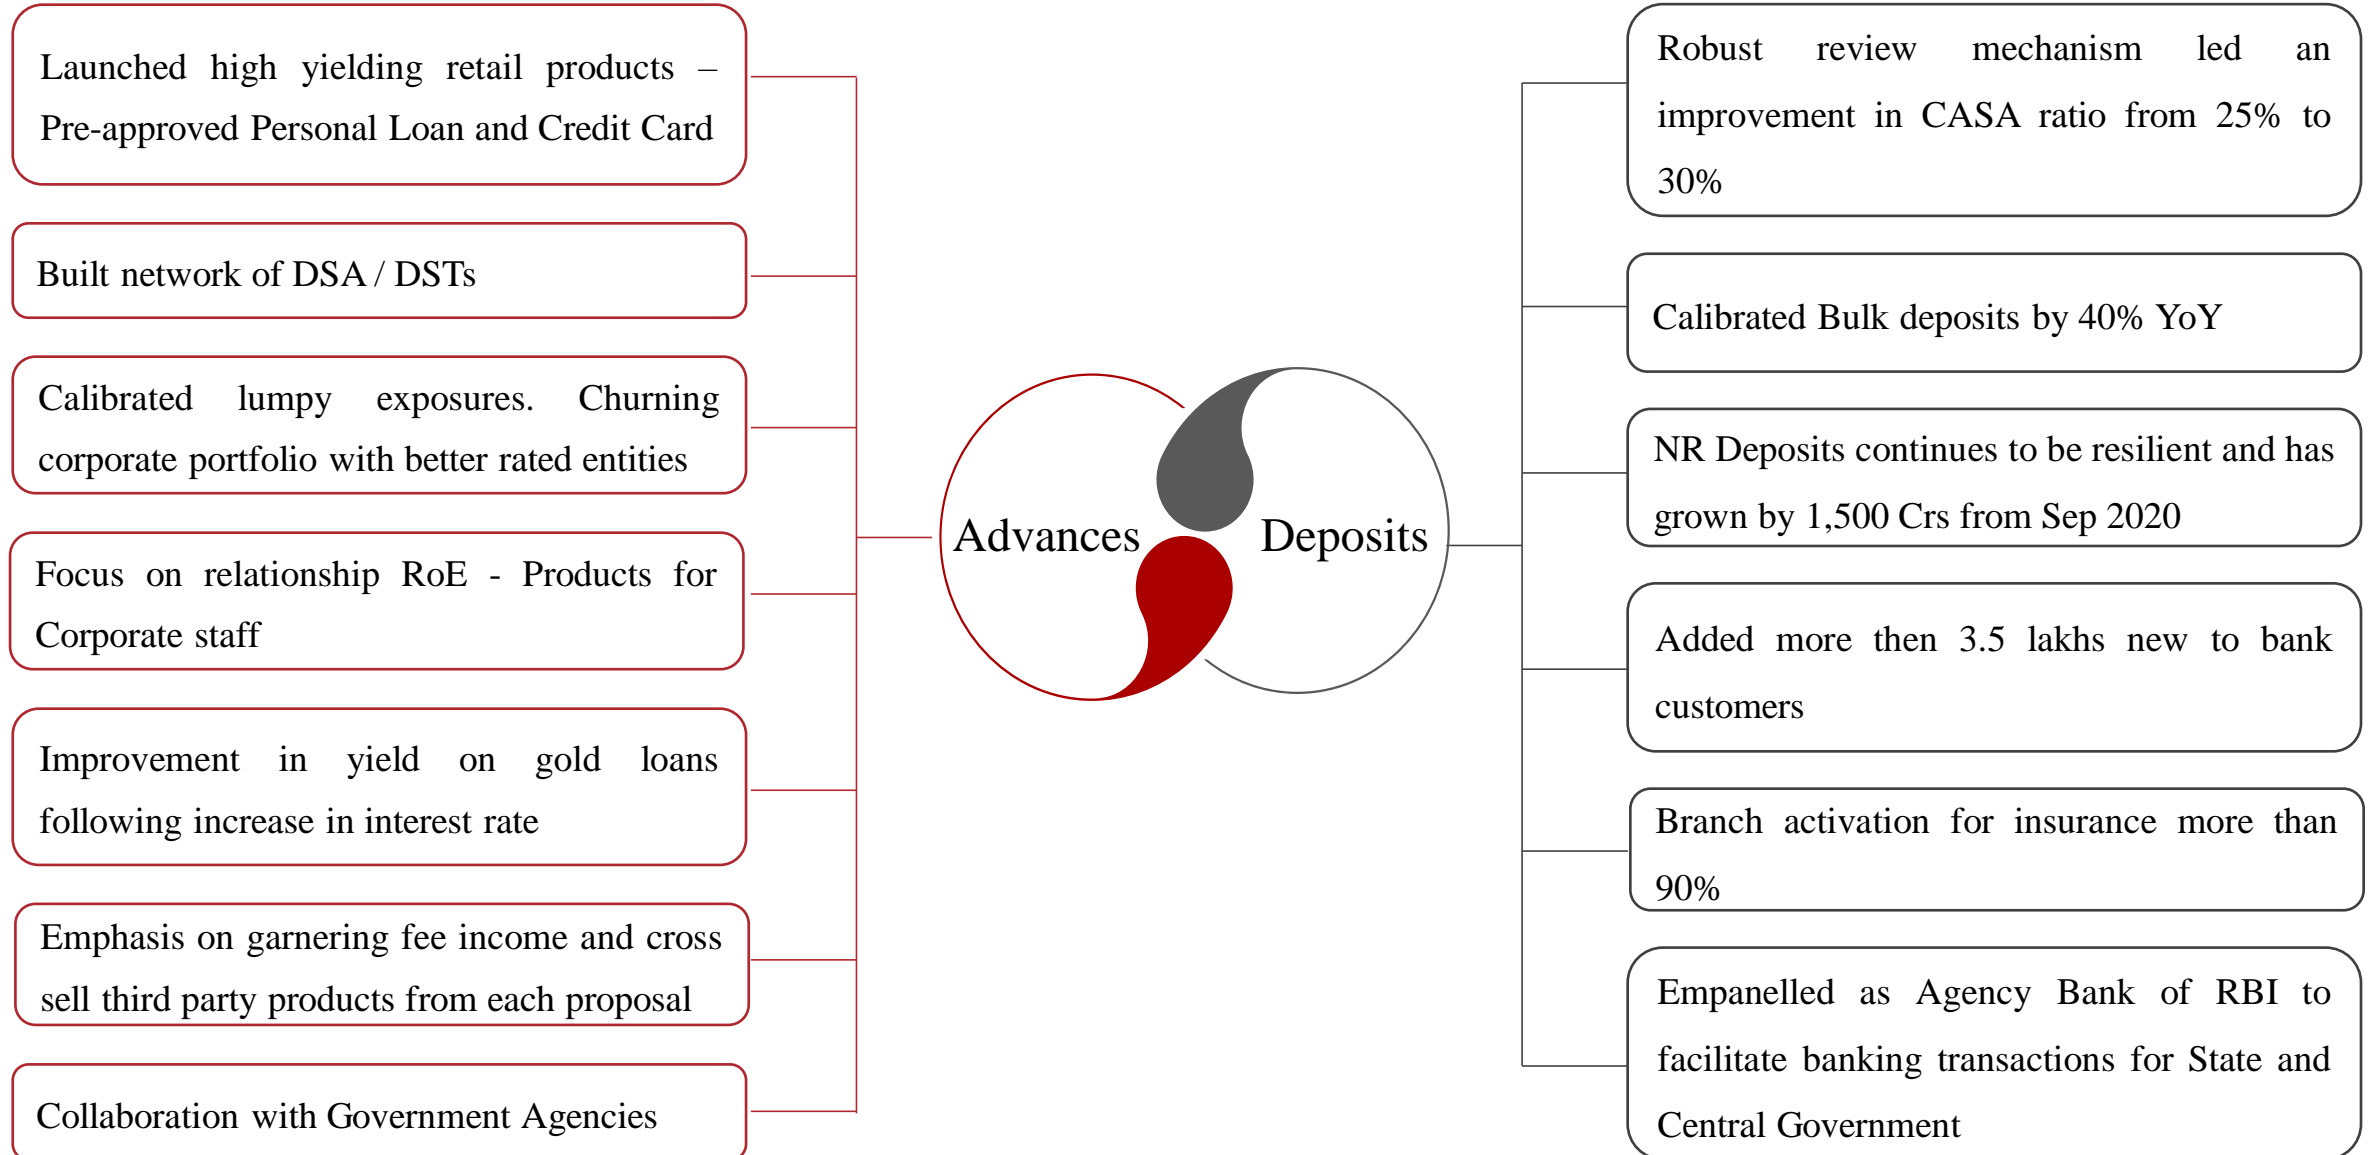 Launched high yielding retail products –
Pre-approved Personal Loan and Credit Card
Built network of DSA / DSTs
Calibrated lumpy exposures. Churning
corporate portfolio with better rated entities
Focus on relationship RoE - Products for
Corporate staff
Improvement in yield on gold loans
following increase in interest rate
Emphasis on garnering fee income and cross
sell third party products from each proposal
Collaboration with Government Agencies
Advances
Deposits
Robust review mechanism led an
improvement in CASA ratio from 25% to
30%
Calibrated Bulk deposits by 40% YoY
NR Deposits continues to be resilient and has
grown by 1,500 Crs from Sep 2020
Added more then 3.5 lakhs new to bank
customers
Branch activation for insurance more than
90%
Empanelled as Agency Bank of RBI to
facilitate banking transactions for State and
Central Government